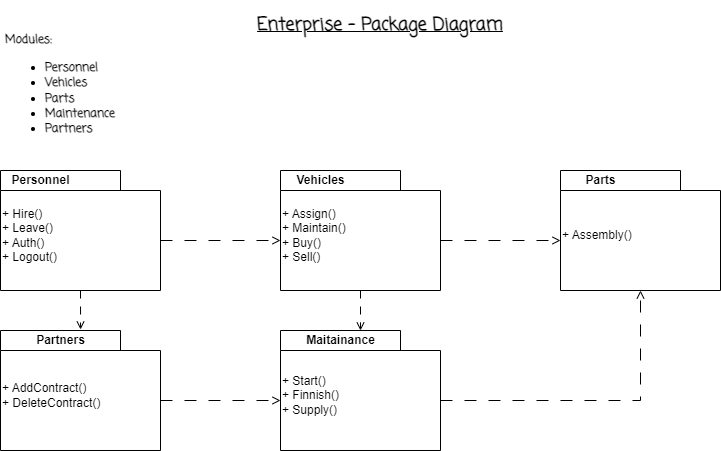 Enterprise - Package Diagram
Modules:
Personnel
Vehicles
Parts
Maintenance
Partners
Personnel
+ Hire()
+ Leave()
+ Auth()
+ Logout()
Vehicles
+ Assign()
+ Maintain()
+ Buy()
+ Sell()
Parts
+ Assembly()
Partners
+ AddContract()
+ DeleteContract()
Maitainance
+ Start()
+ Finnish()
+ Supply()